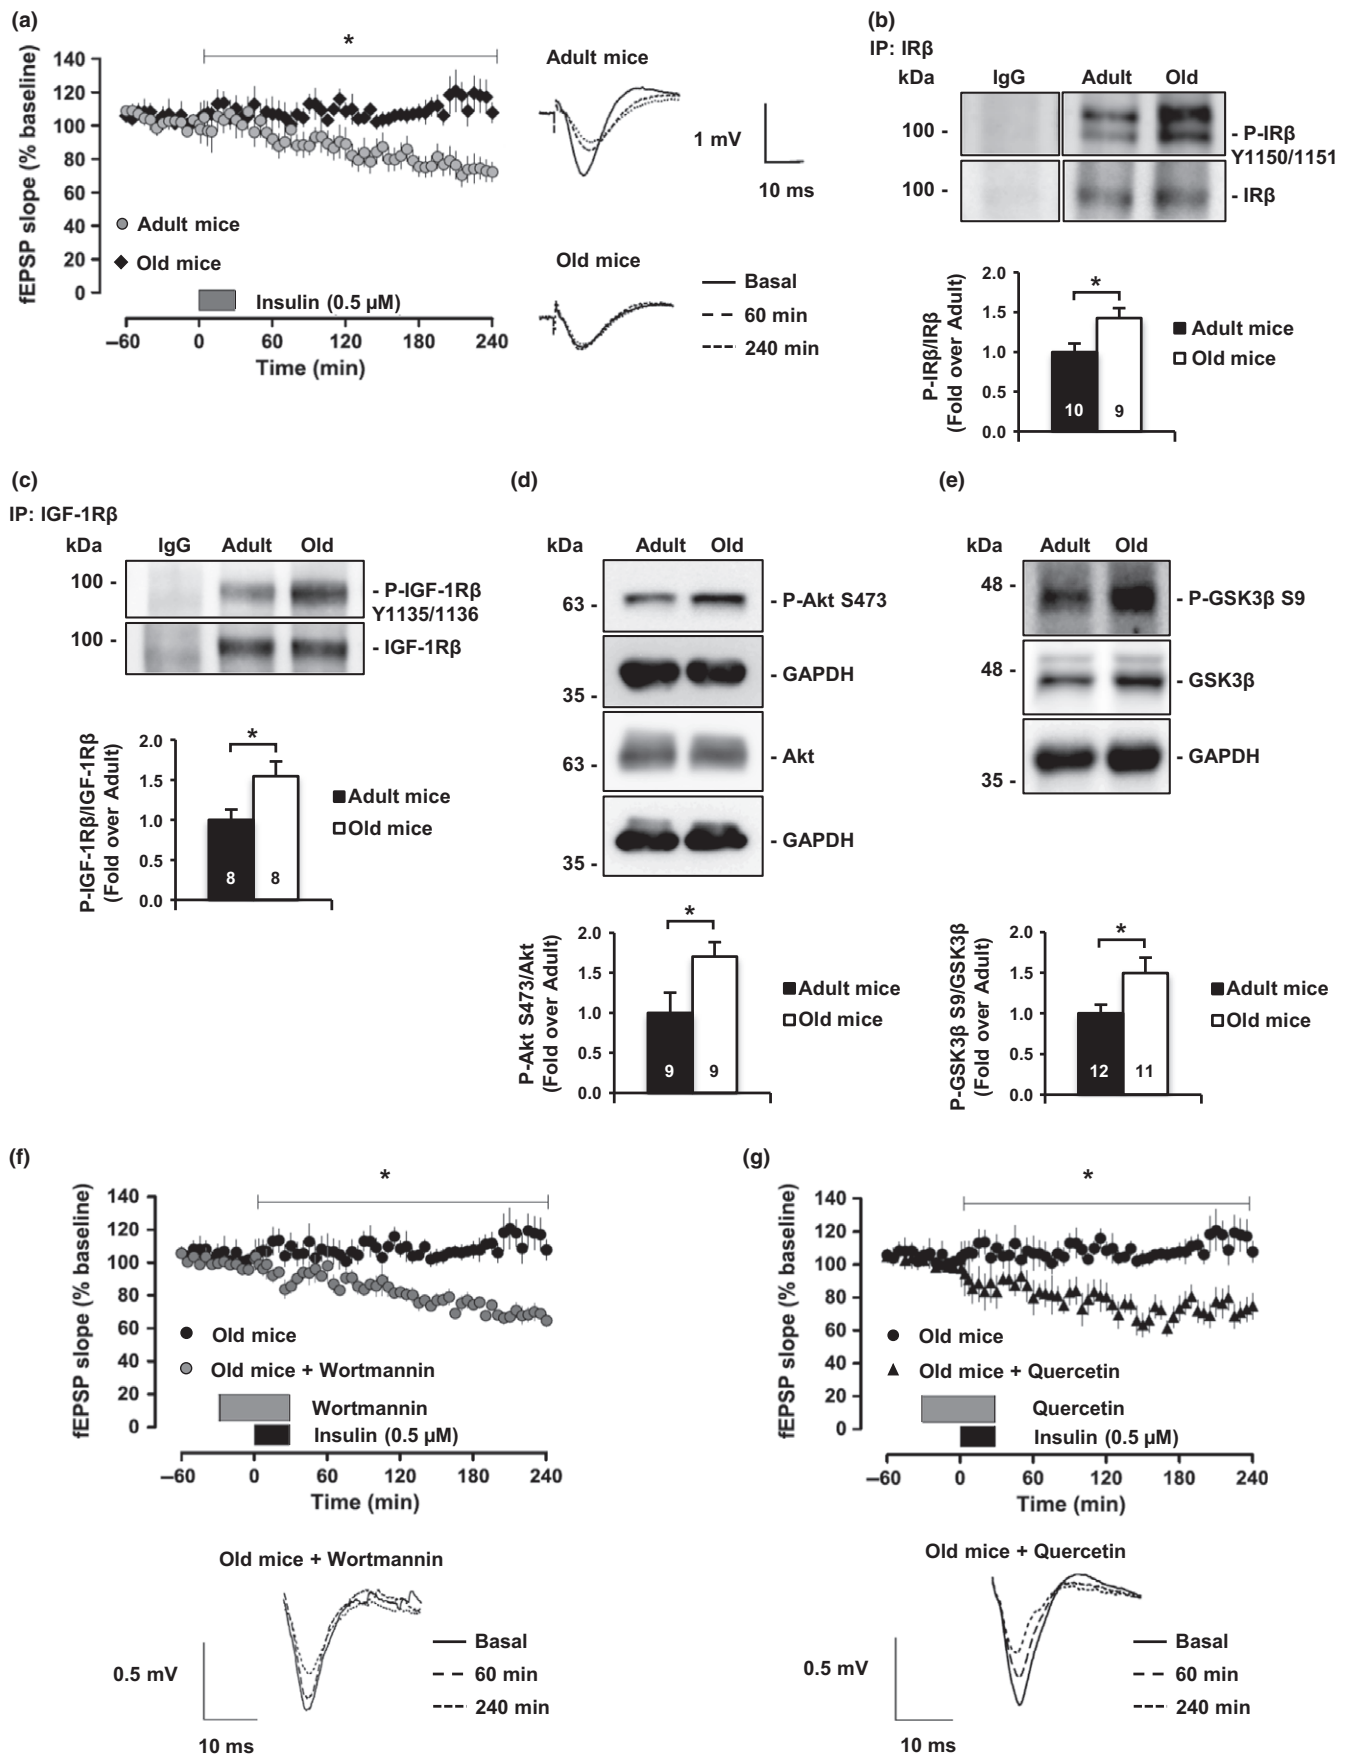 (a)
*
140
120
100
80
60
40
20
0
fEPSP slope (% baseline)
Adult mice
Old mice
Insulin (0.5 µM)
–60
0
60
120
180
240
Time (min)
Adult mice
1 mV
10 ms
Old mice
Basal
60 min
240 min
(b)
IP: IRβ
kDa
IgG
Adult
Old
100 -
- P-IRβ
Y1150/1151
100 -
- IRβ
2.0
1.5
1.0
0.5
0.0
P-IRβ/IRβ
(Fold over Adult)
*
10
9
Adult mice
Old mice
(c)
IP: IGF-1Rβ
kDa
IgG
Adult
Old
100 -
- P-IGF-1Rβ
Y1135/1136
100 -
- IGF-1Rβ
2.0
1.5
1.0
0.5
0.0
P-IGF-1Rβ/IGF-1Rβ
(Fold over Adult)
*
8
8
Adult mice
Old mice
(d)
kDa
Adult
Old
63 -
- P-Akt S473
- GAPDH
35 -
- Akt
63 -
- GAPDH
35 -
2.0
1.5
1.0
0.5
0.0
P-Akt S473/Akt
(Fold over Adult)
*
9
9
Adult mice
Old mice
(e)
kDa
Adult
Old
48 -
- P-GSK3β S9
48 -
- GSK3β
- GAPDH
35 -
2.0
1.5
1.0
0.5
0.0
P-GSK3β S9/GSK3β
(Fold over Adult)
*
12
11
Adult mice
Old mice
(f)
*
140
120
100
80
60
40
20
0
fEPSP slope (% baseline)
Old mice
Old mice + Wortmannin
Wortmannin
Insulin (0.5 µM)
–60
0
60
120
180
240
Time (min)
Old mice + Wortmannin
0.5 mV
10 ms
Basal
60 min
240 min
(g)
*
140
120
100
80
60
40
20
0
fEPSP slope (% baseline)
Old mice
Old mice + Quercetin
Quercetin
Insulin (0.5 µM)
–60
0
60
120
180
240
Time (min)
Old mice + Quercetin
0.5 mV
10 ms
Basal
60 min
240 min